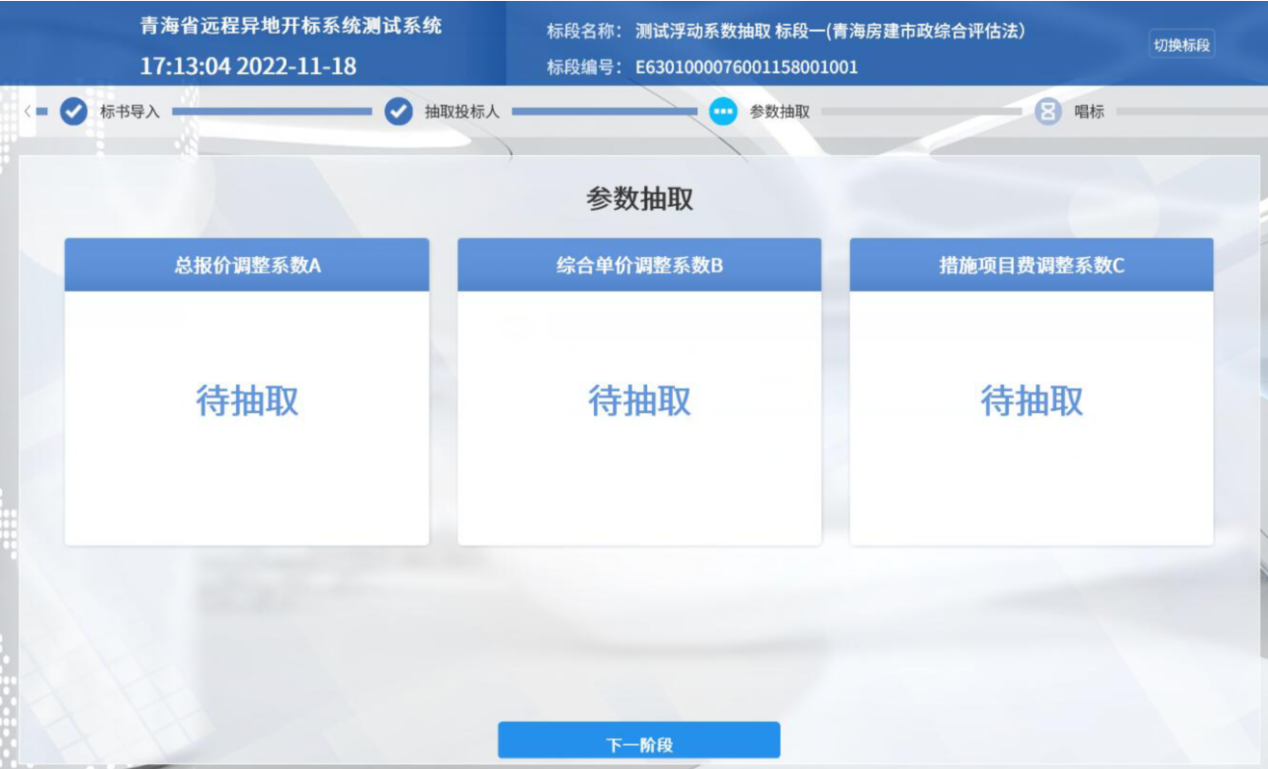 青海省远程异地开标系统测试系统
17:13:04 2022-11-18
标段名称： 测试浮动系数抽取 标段一(青海房建市政综合评估法)
标段编号： E6301000076001158001001
切换标段
标书导入
抽取投标人
参数抽取
唱标
参数抽取
总报价调整系数A
综合单价调整系数B
措施项目费调整系数C
待抽取
待抽取
待抽取
下一阶段